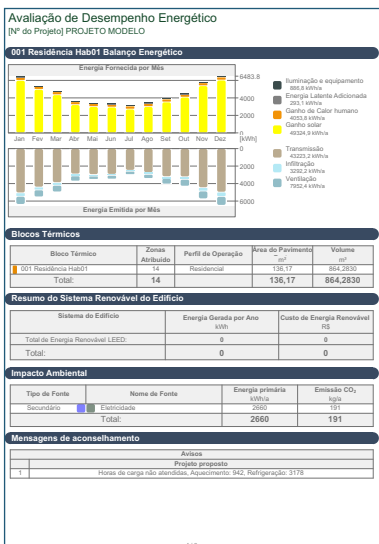 Avaliação de Desempenho Energético
[Nº do Projeto] PROJETO MODELO
001 Residência Hab01 Balanço Energético
Energia Fornecida por Mês
6483.8
4000
2000
0
Jan Fev Mar Abr Mai Jun Jul Ago Set Out Nov Dez [kWh]
0
2000
4000
6000
Energia Emitida por Mês
Iluminação e equipamento
886,8 kWh/a
Energia Latente Adicionada
293,1 kWh/a
Ganho de Calor humano
4053,6 kWh/a
Ganho solar
49324,9 kWh/a
Transmissão
43223,2 kWh/a
Infiltração
3292,2 kWh/a
Ventilação
7952,4 kWh/a
Blocos Térmicos
Bloco Térmico Zonas Atribuído Perfil de Operação Área do Pavimento m² Volume m³
001 Residência Hab01 14 Residencial 136,17 864,2830
Total: 14 136,17 864,2830
Resumo do Sistema Renovável do Edifício
Sistema do Edifício Energia Gerada por Ano kWh Custo de Energia Renovável R$
Total de Energia Renovável LEED: 0 0
Total: 0 0
Impacto Ambiental
Tipo de Fonte Nome de Fonte Energia primária kWh/a Emissão CO₂ kg/a
Secundário Eletricidade 2660 191
Total: 2660 191
Mensagens de aconselhamento
Avisos
Projeto proposto
1 Horas de carga não atendidas, Aquecimento: 942, Refrigeração: 3178